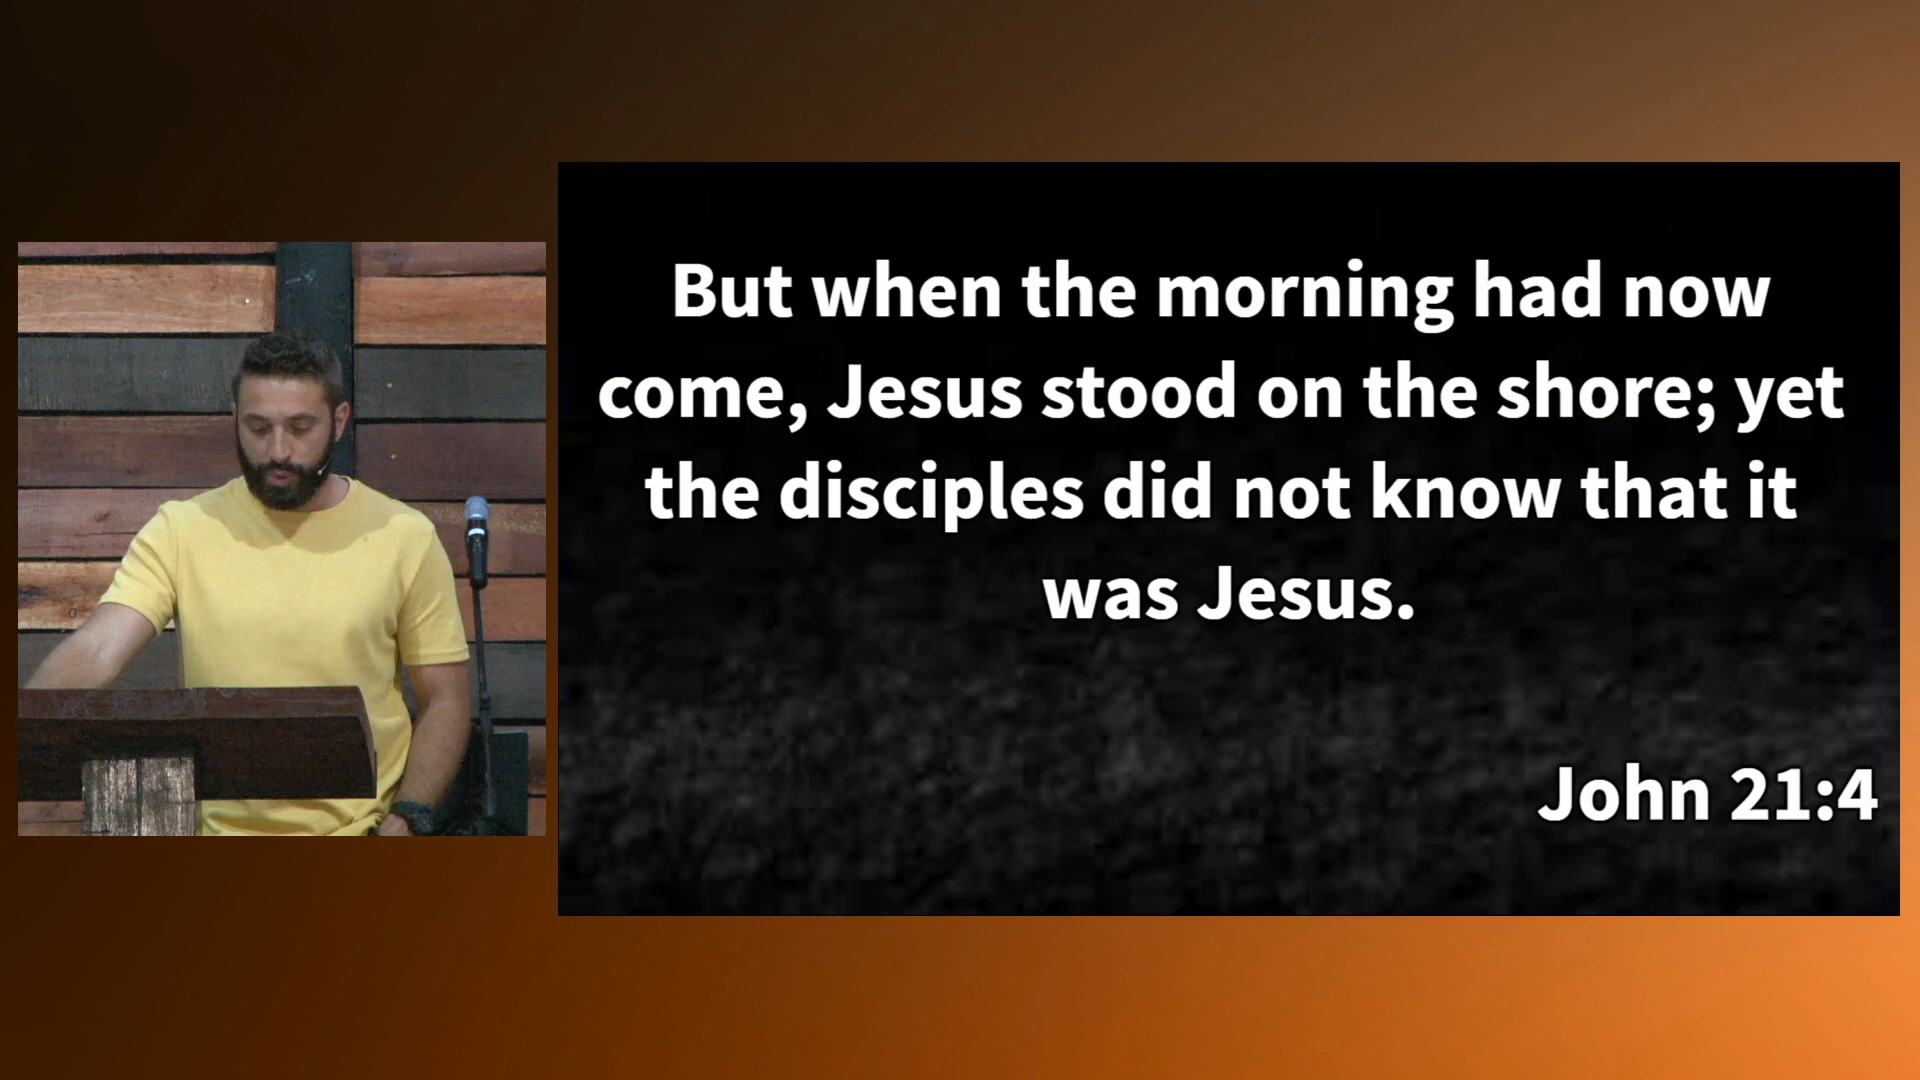 But when the morning had now
come, Jesus stood on the shore; yet
the disciples did not know that it
was Jesus.
John 21:4